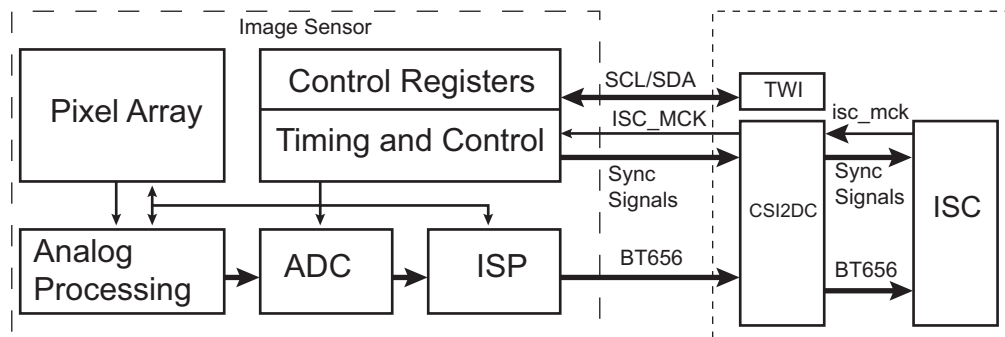 Image Sensor
Pixel Array
Control Registers
Timing and Control
SCL/SDA
TWI
ISC_MCK
isc_mck
Sync
Signals
CSI2DC
Sync
Signals
ISC
Analog
Processing
ADC
ISP
BT656
BT656